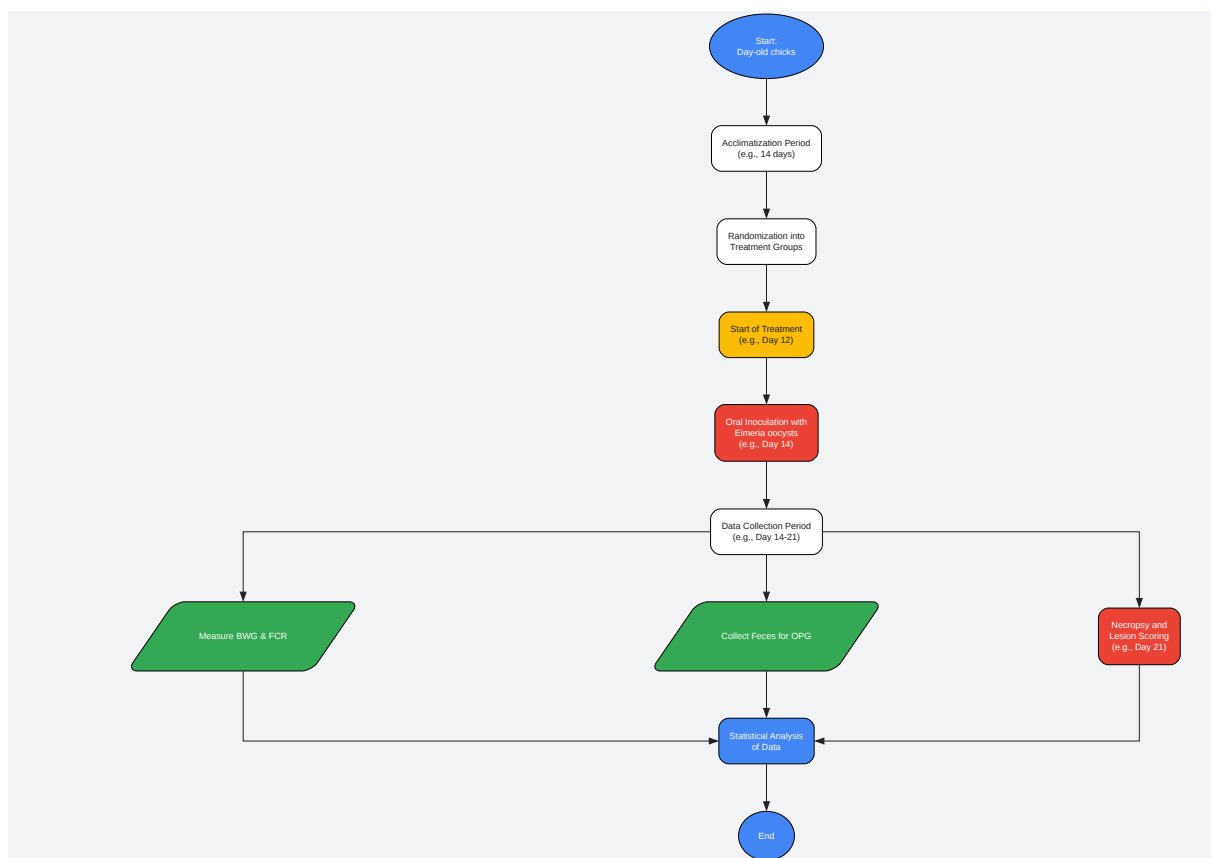 Start:
Day-old chicks
Acclimatization Period
(e.g., 14 days)
Randomization into
Treatment Groups
Start of Treatment
(e.g., Day 12)
Oral Inoculation with
Eimeria oocysts
(e.g., Day 14)
Data Collection Period
(e.g., Day 14-21)
Measure BWG & FCR
Collect Feces for OPG
Necropsy and
Lesion Scoring
(e.g., Day 21)
Statistical Analysis
of Data
End